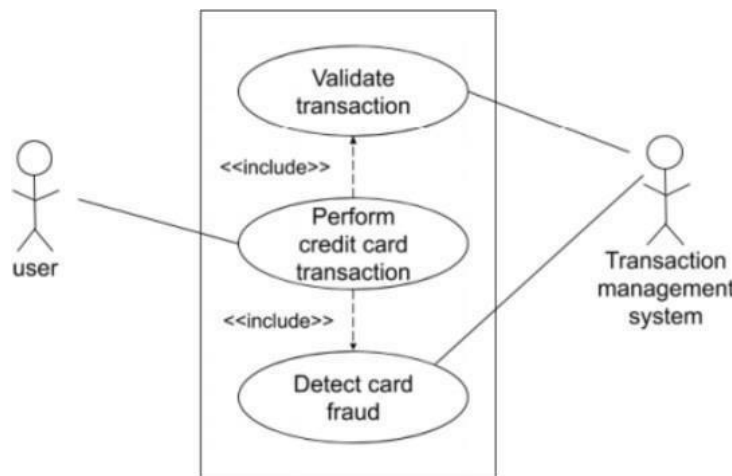 Validate
transaction
<<include>>
user
Perform
credit card
transaction
Transaction
management
system
<<include>>
Detect card
fraud